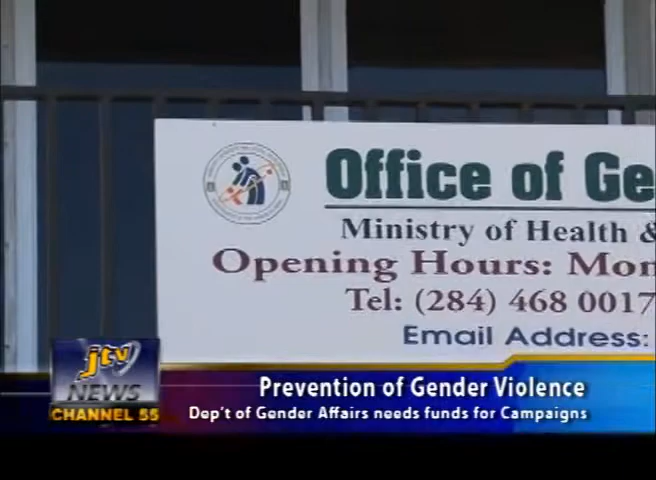 Office of Ge
Ministry of Health &
Opening Hours: Mon
Tel: (284) 468 0017
Email Address:
jtv
NEWS
CHANNEL 55
Prevention of Gender Violence
Dep't of Gender Affairs needs funds for Campaigns